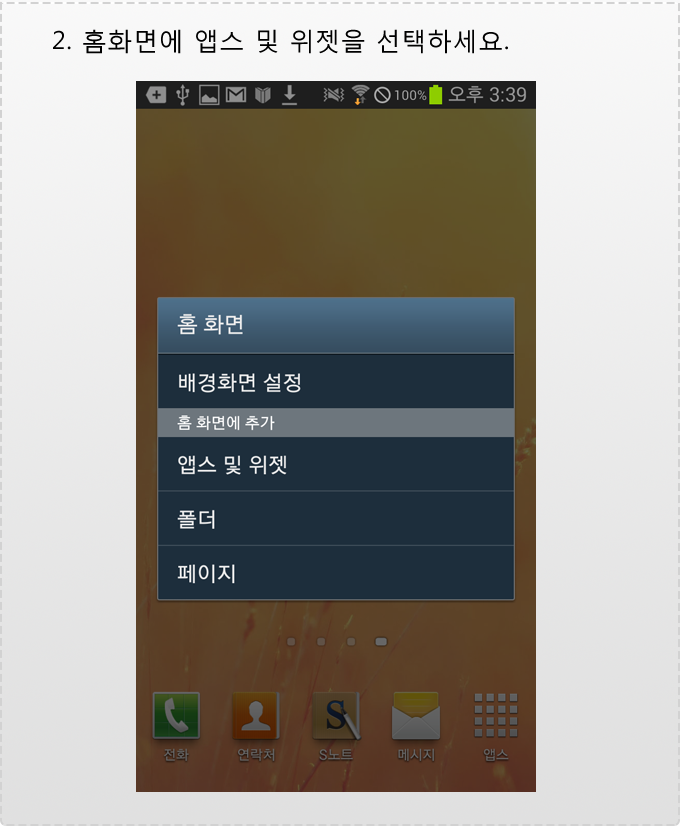 2. 홈화면에 앱스 및 위젯을 선택하세요.
100% 오후 3:39
홈 화면
배경화면 설정
홈 화면에 추가
앱스 및 위젯
폴더
페이지
S
전화 연락처 S노트 메시지 앱스